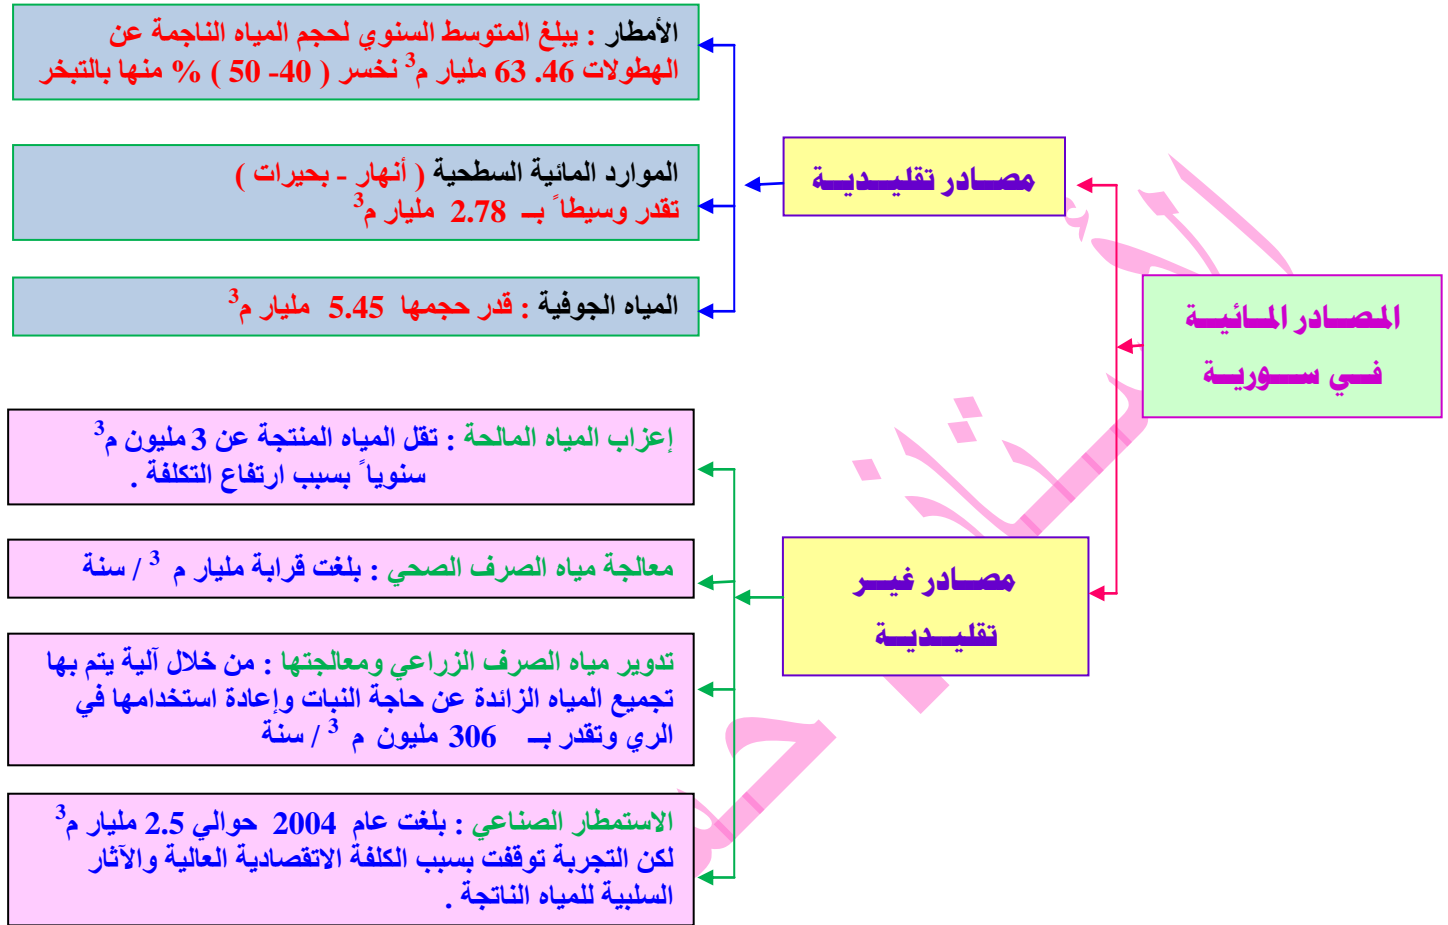 المصادر المائية
في سورية
مصادر تقليدية
الأمطار : يبلغ المتوسط السنوي لحجم المياه الناجمة عن
الهطولات 46. 63 مليار م3 نخسر ( 40- 50 ) % منها بالتبخر
الموارد المائية السطحية ( أنهار - بحيرات )
تقدر وسيطاً بــ 2.78 مليار م3
المياه الجوفية : قدر حجمها 5.45 مليار م3
مصادر غير
تقليدية
إعزاب المياه المالحة : تقل المياه المنتجة عن 3 مليون م3
سنوياً بسبب ارتفاع التكلفة .
معالجة مياه الصرف الصحي : بلغت قرابة مليار م 3 / سنة
تدوير مياه الصرف الزراعي ومعالجتها : من خلال آلية يتم بها
تجميع المياه الزائدة عن حاجة النبات وإعادة استخدامها في
الري وتقدر بــ 306 مليون م 3 / سنة
الاستمطار الصناعي : بلغت عام 2004 حوالي 2.5 مليار م3
لكن التجربة توقفت بسبب الكلفة الاتقصادية العالية والآثار
السلبية للمياه الناتجة .